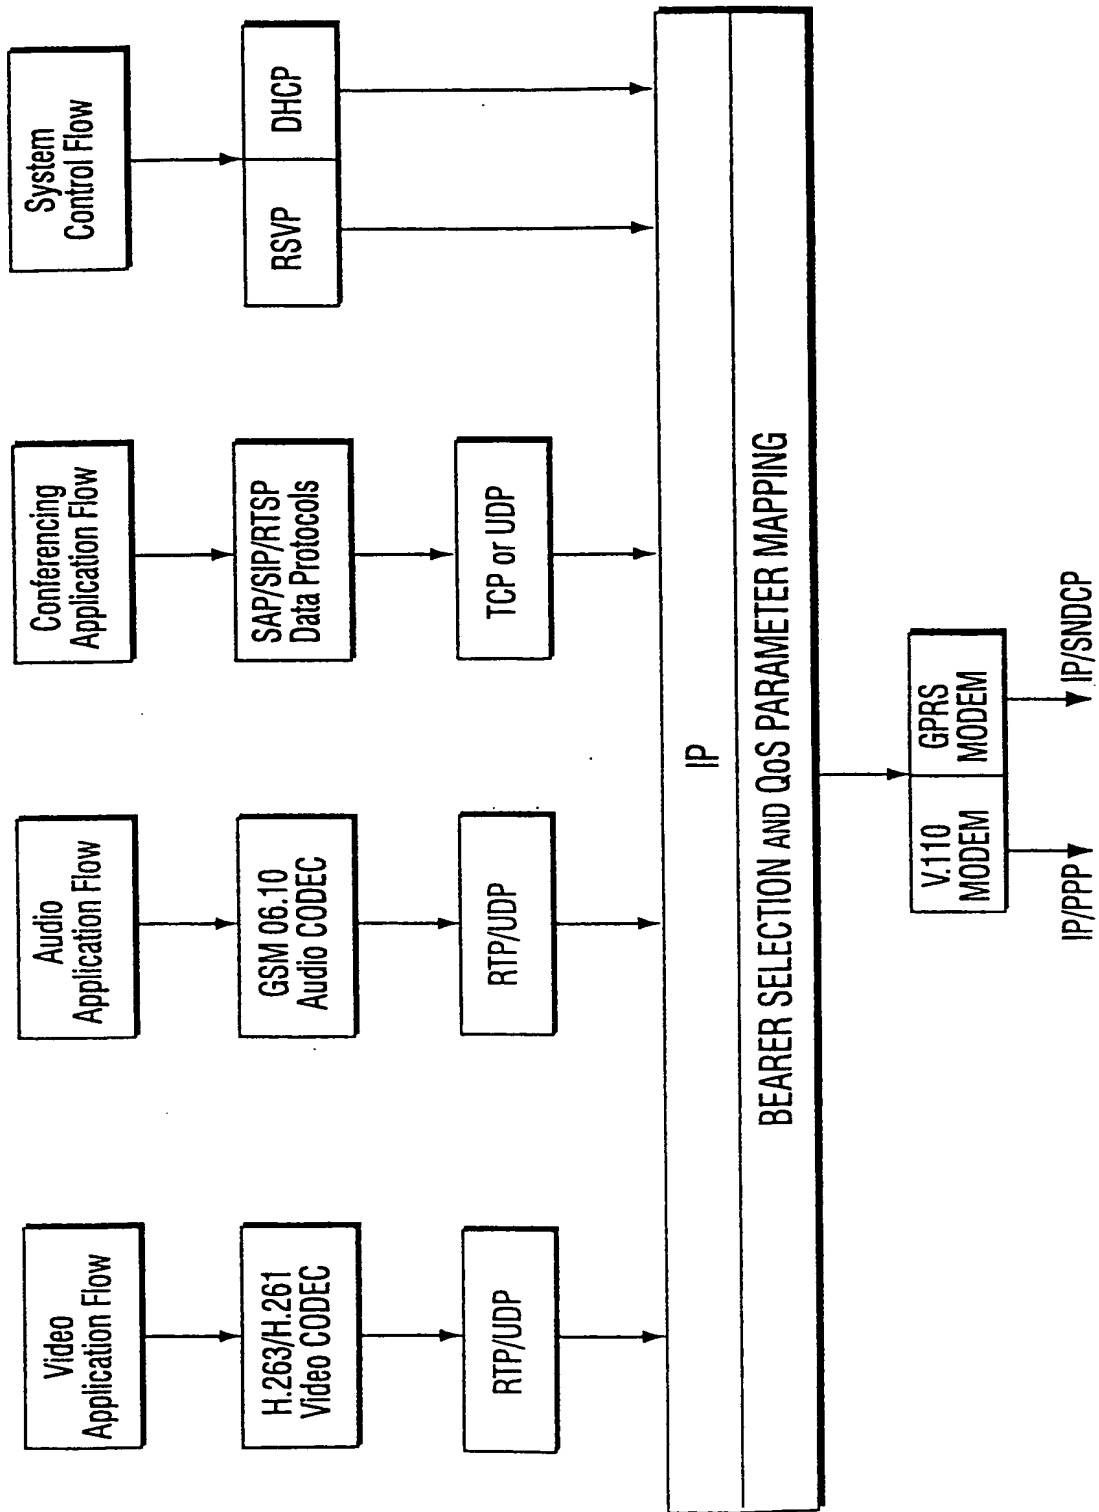 Video
Application Flow
H.263/H.261
Video CODEC
RTP/UDP
Audio
Application Flow
GSM 06.10
Audio CODEC
RTP/UDP
Conferencing
Application Flow
SAP/SIP/RTSP
Data Protocols
TCP or UDP
System
Control Flow
RSVP
DHCP
IP
BEARER SELECTION AND QoS PARAMETER MAPPING
V.110
MODEM
GPRS
MODEM
IP/PPP
IP/SNDCP